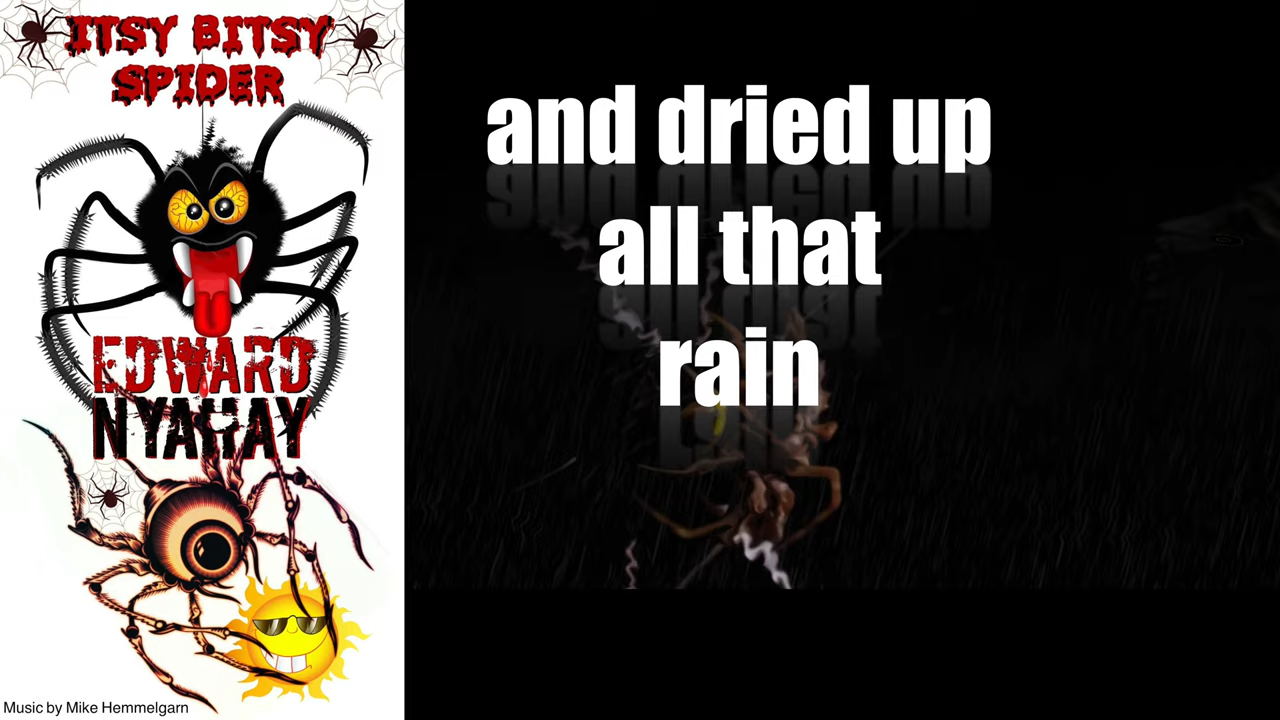 ITSY BITSY
SPIDER
EDWARD
NYAHAY
Music by Mike Hemmelgarn
and dried up
all that
rain